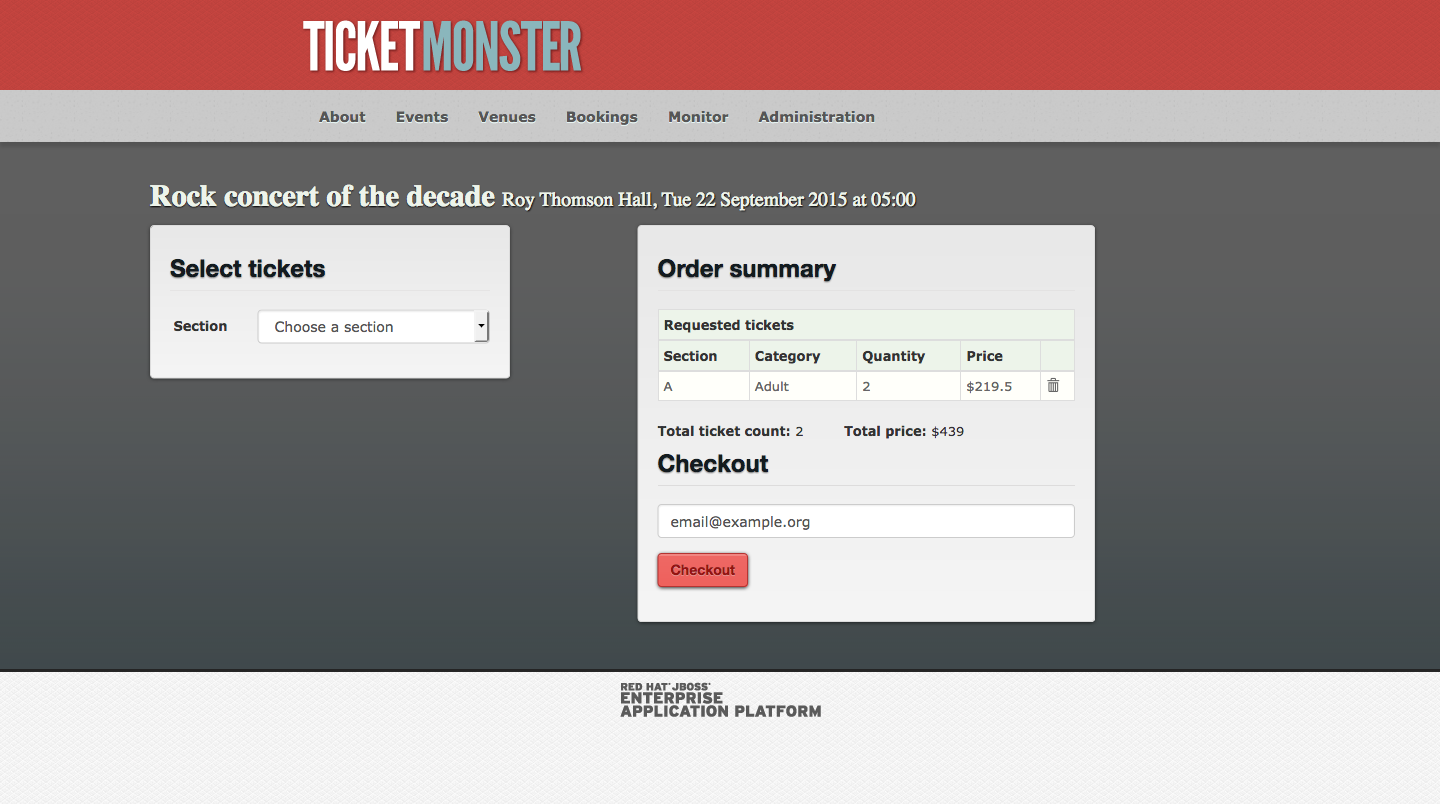 TICKETMONSTER
About Events Venues Bookings Monitor Administration
Rock concert of the decade Roy Thomson Hall, Tue 22 September 2015 at 05:00
Select tickets
Section Choose a section
Order summary
Requested tickets
Section Category Quantity Price
A Adult 2 $219.5
Total ticket count: 2 Total price: $439
Checkout
email@example.org
Checkout
RED HAT® JBOSS®
ENTERPRISE
APPLICATION PLATFORM